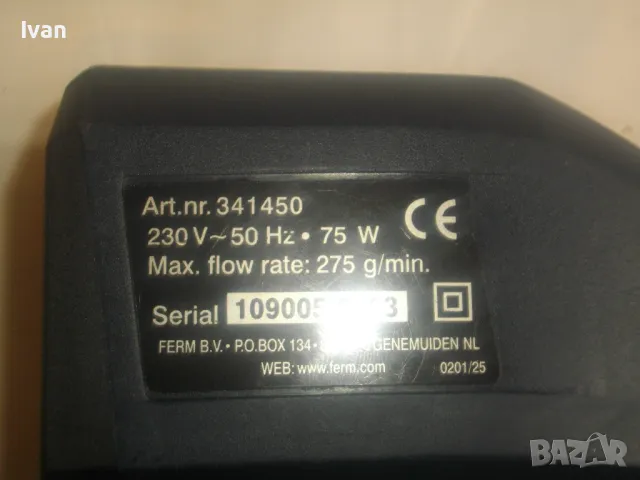 Ivan
Art.nr. 341450 CE
230 V ~ 50 Hz • 75 W
Max. flow rate: 275 g/min.
Serial
FERM B.V. • P.O.BOX 134 • GENEMUIDEN NL
WEB: www.ferm.com 0201/25
BAZAR